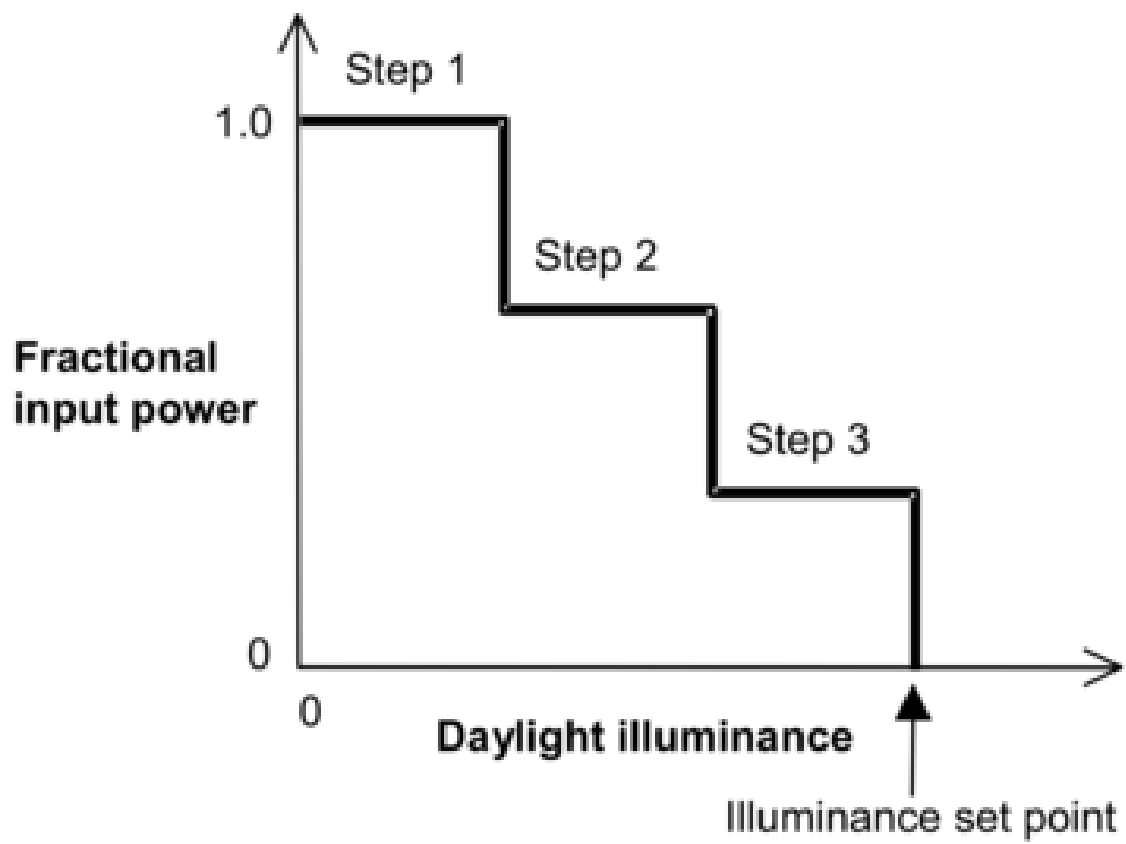 Step 1
1.0
Step 2
Fractional
input power
Step 3
0
0
Daylight illuminance
Illuminance set point